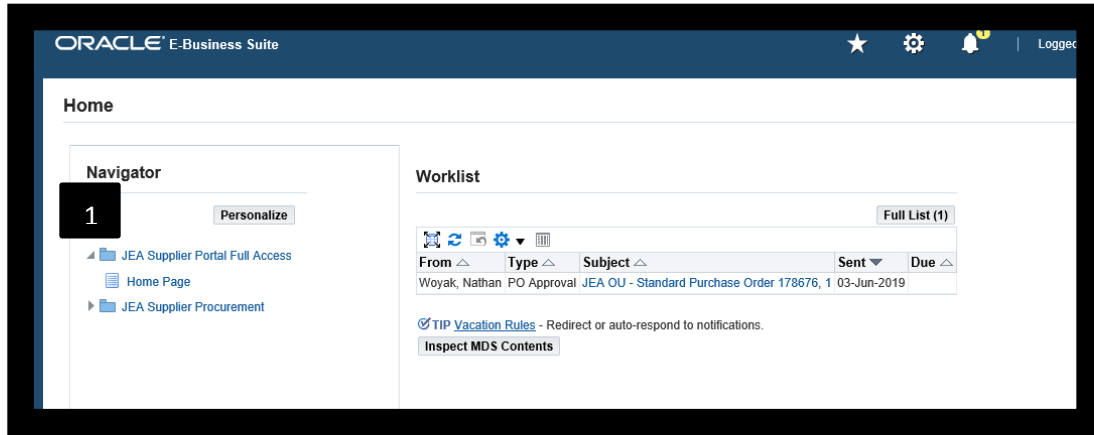 ORACLE E-Business Suite
1
Logged
Home
Navigator
Worklist
1
Personalize
Full List (1)
JEA Supplier Portal Full Access
From Type Subject Sent Due
Home Page
Woyak, Nathan PO Approval JEA OU - Standard Purchase Order 178676, 1 03-Jun-2019
JEA Supplier Procurement
TIP Vacation Rules - Redirect or auto-respond to notifications.
Inspect MDS Contents